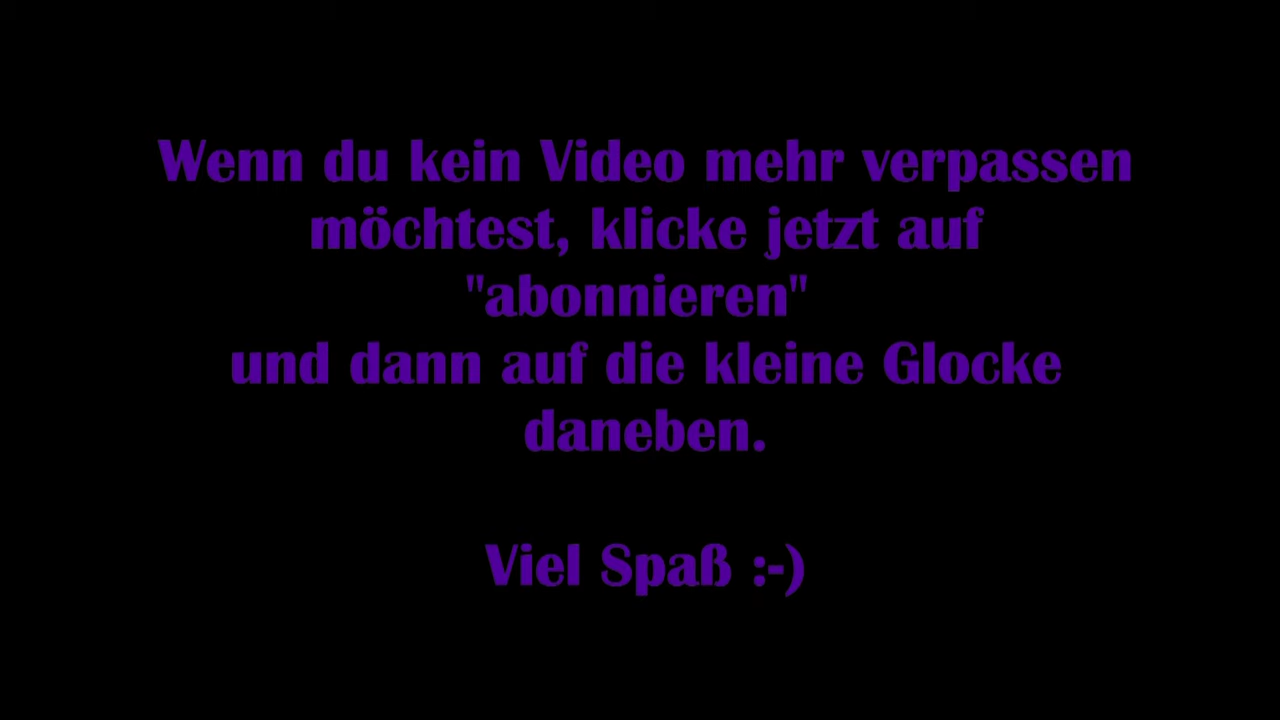 Wenn du kein Video mehr verpassen
möchtest, klicke jetzt auf
"abonnieren"
und dann auf die kleine Glocke
daneben.
Viel Spaß :-)